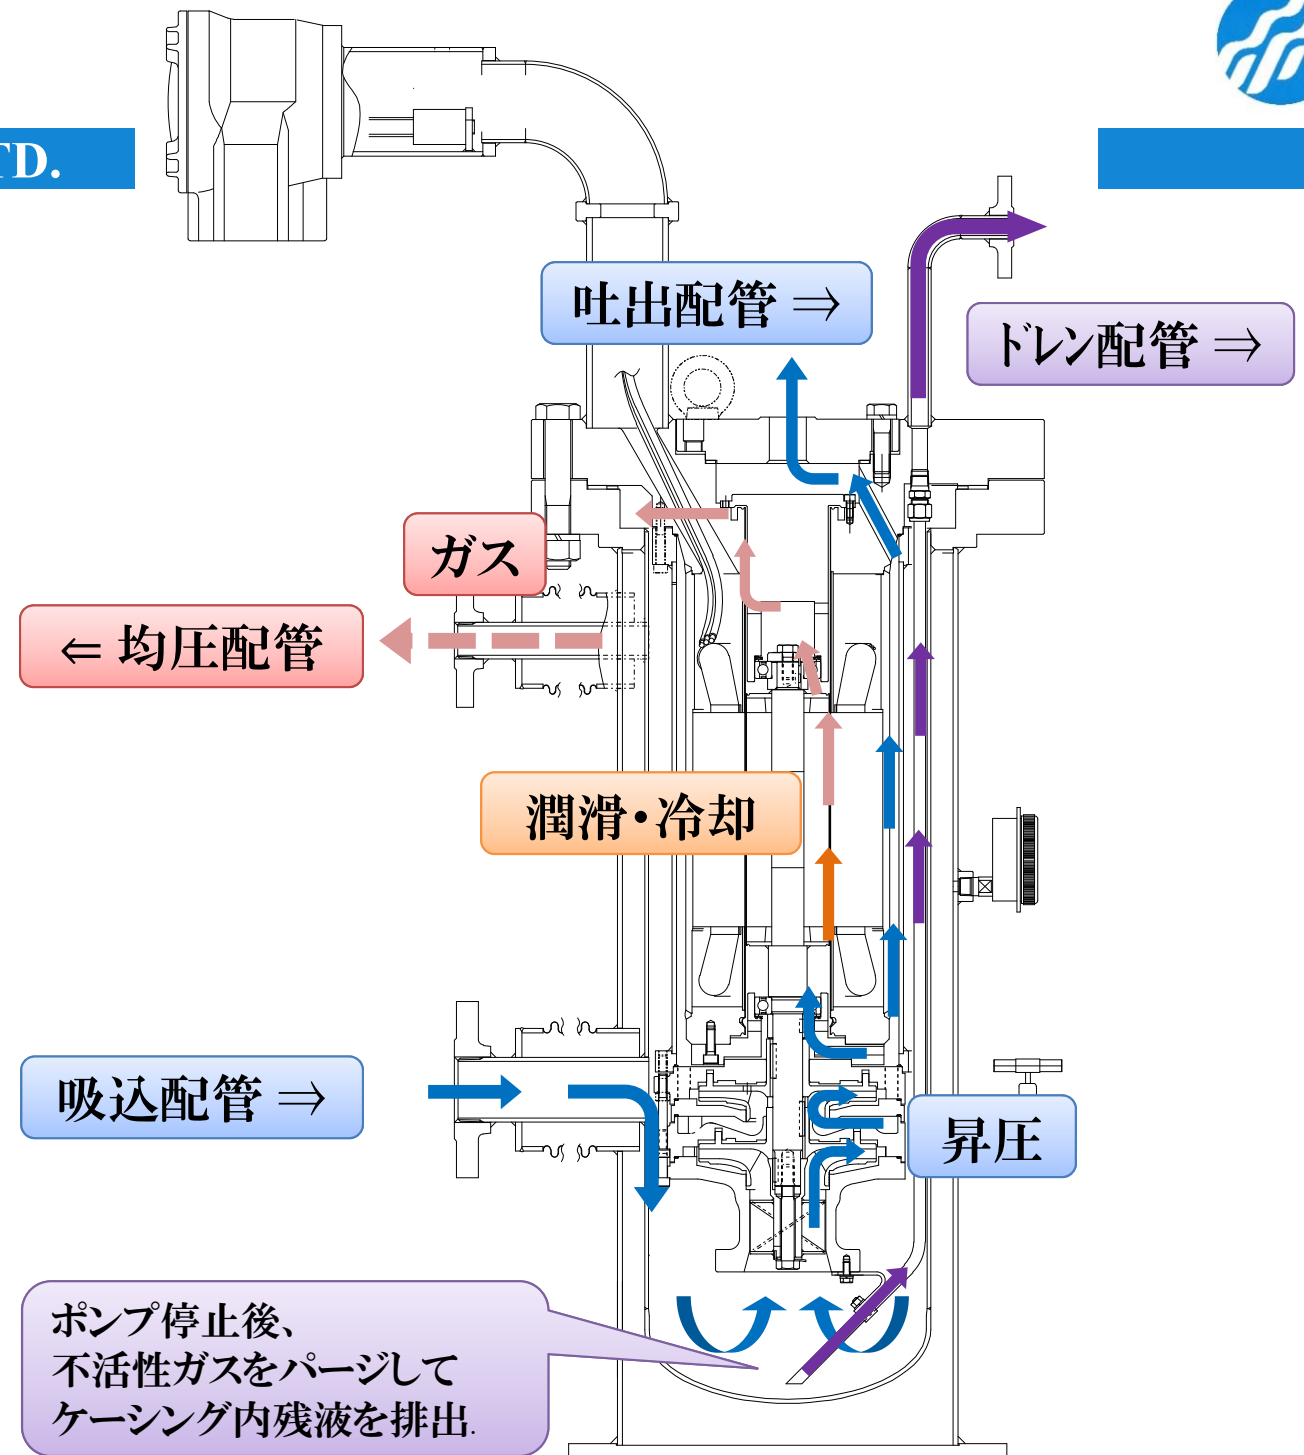 TD.
吐出配管 ⇒
ドレン配管 ⇒
ガス
⇐ 均圧配管
潤滑・冷却
吸込配管 ⇒
昇圧
ポンプ停止後、
不活性ガスをパージして
ケーシング内残液を排出.